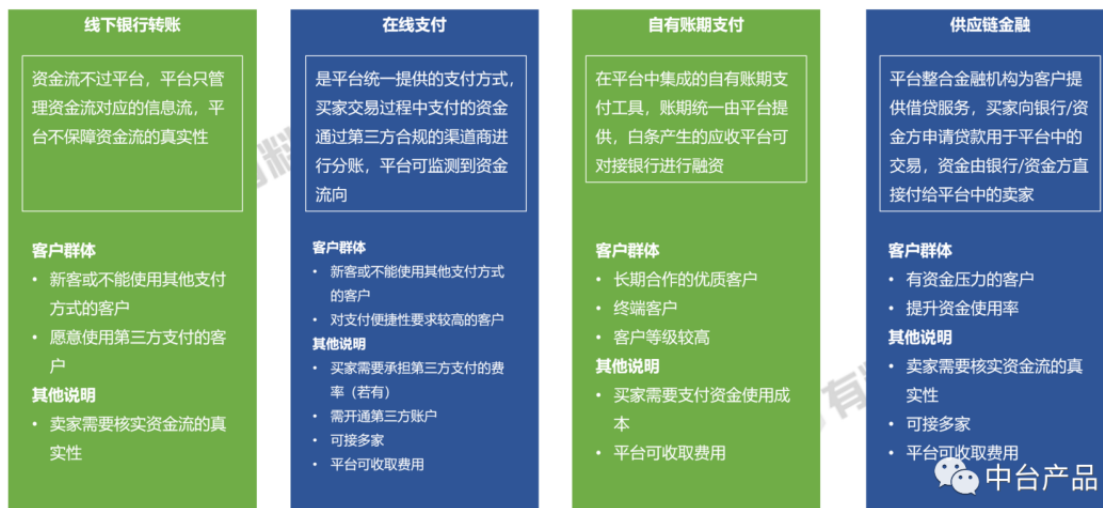 线下银行转账
资金流不过平台，平台只管
理资金流对应的信息流，平
台不保障资金流的真实性
客户群体
• 新客或不能使用其他支付
方式的客户
• 愿意使用第三方支付的客
户
其他说明
• 卖家需要核实资金流的真
实性
在线支付
是平台统一提供的支付方式，
买家交易过程中支付的资金
通过第三方合规的渠道商进
行分账，平台可监测到资金
流向
客户群体
• 新客或不能使用其他支付方式
的客户
• 对支付便捷性要求较高的客户
其他说明
• 买家需要承担第三方支付的费
率（若有）
• 需开通第三方账户
• 可接多家
• 平台可收取费用
自有账期支付
在平台中集成的自有账期支
付工具，账期统一由平台提
供，白条产生的应收平台可
对接银行进行融资
客户群体
• 长期合作的优质客户
• 终端客户
• 客户等级较高
其他说明
• 买家需要支付资金使用成
本
• 平台可收取费用
供应链金融
平台整合金融机构为客户提
供借贷服务，买家向银行/资
金方申请贷款用于平台中的
交易，资金由银行/资金方直
接付给平台中的卖家
客户群体
• 有资金压力的客户
• 提升资金使用率
其他说明
• 卖家需要核实资金流的真
实性
• 可接多家
• 平台可收取费用
中台产品